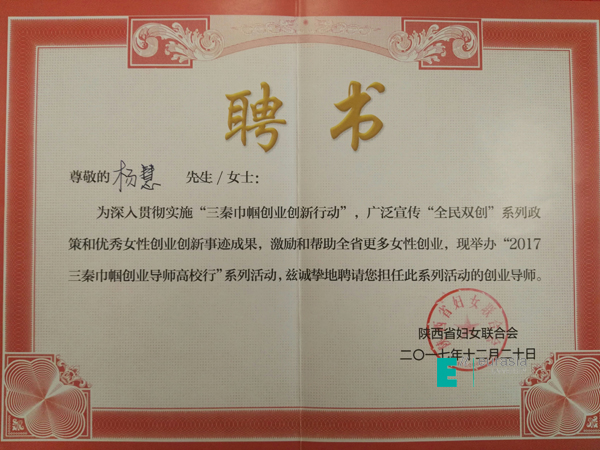 聘书
尊敬的杨慧 先生/女士:
为深入贯彻实施“三秦巾帼创业创新行动”,广泛宣传“全民双创”系列政
策和优秀女性创业创新事迹成果,激励和帮助全省更多女性创业,现举办“2017
三秦巾帼创业导师高校行”系列活动,兹诚挚地聘请您担任此系列活动的创业导师。
陕西省妇女联合会
二〇一七年十二月二十日